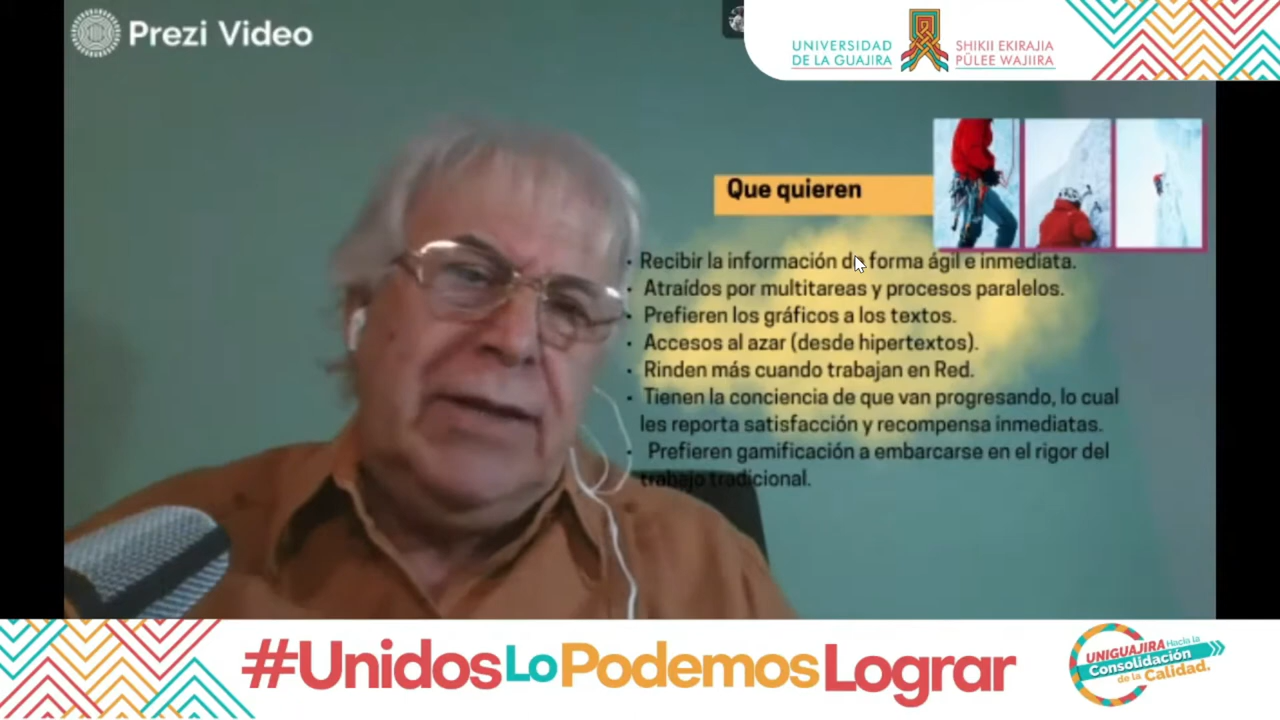 Prezi Video
UNIVERSIDAD
DE LA GUAJIRA
SHIKII EKIRAJIA
PÜLEE WAJIIRA
Que quieren
• Recibir la información de forma ágil e inmediata.
• Atraídos por multitareas y procesos paralelos.
• Prefieren los gráficos a los textos.
• Accesos al azar (desde hipertextos).
• Rinden más cuando trabajan en Red.
• Tienen la conciencia de que van progresando, lo cual
les reporta satisfacción y recompensa inmediatas.
• Prefieren gamificación a embarcarse en el rigor del
trabajo tradicional.
#UnidosLoPodemosLograr
UNIGUAJIRA Hacia la
Consolidación
de la Calidad.